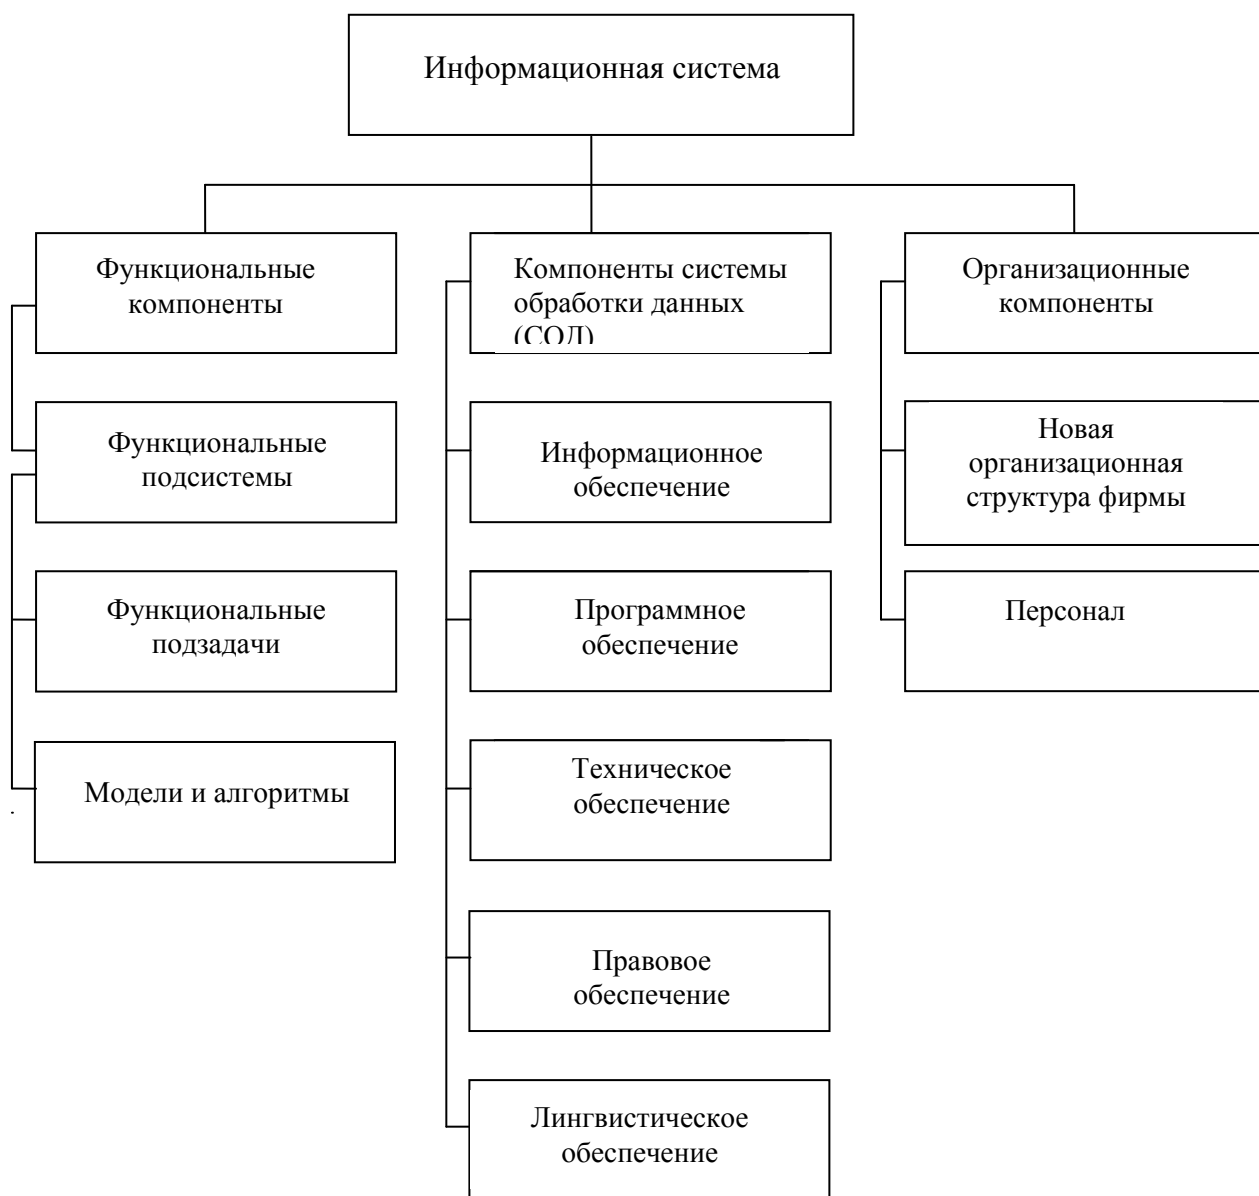 Информационная система
Функциональные
компоненты
Компоненты системы
обработки данных
(СОД)
Организационные
компоненты
Функциональные
подсистемы
Информационное
обеспечение
Новая
организационная
структура фирмы
Функциональные
подзадачи
Программное
обеспечение
Персонал
Модели и алгоритмы
Техническое
обеспечение
.
Правовое
обеспечение
Лингвистическое
обеспечение